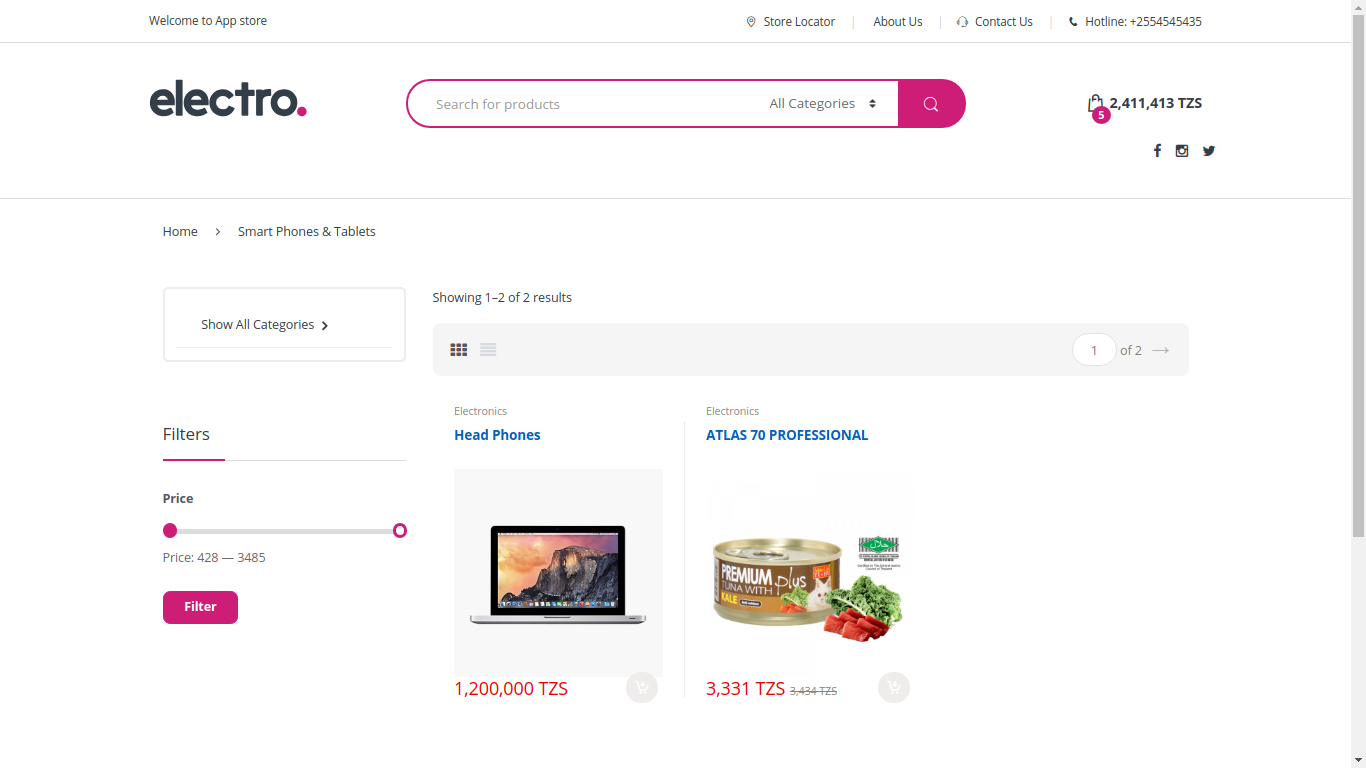 Welcome to App store
Store Locator
About Us
Contact Us
Hotline: +2554545435
electro.
Search for products
All Categories
2,411,413 TZS
5
Home
Smart Phones & Tablets
Show All Categories
Showing 1–2 of 2 results
1 of 2
Filters
Price
Price: 428 — 3485
Filter
Electronics
Head Phones
1,200,000 TZS
Electronics
ATLAS 70 PROFESSIONAL
PREMIUM plus
TUNA WITH
KALE
3,331 TZS 3,434 TZS